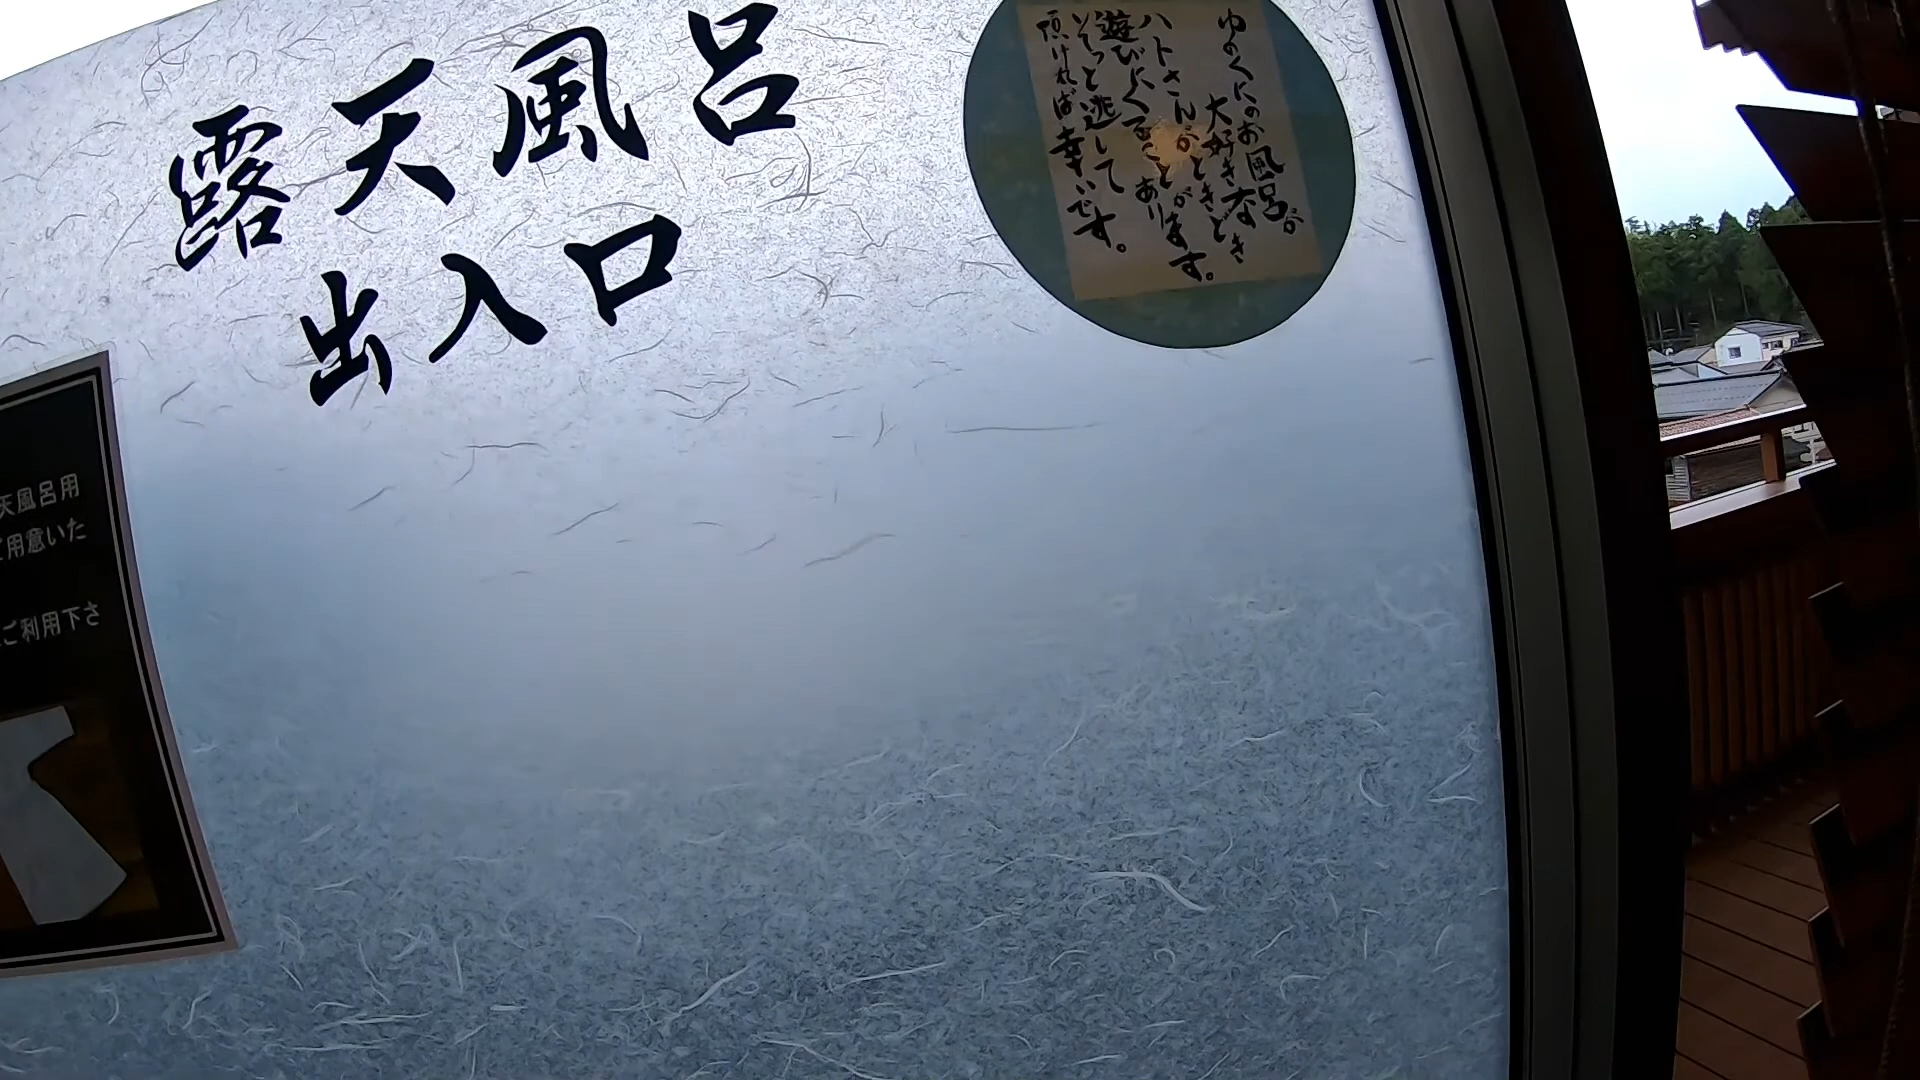 露天風呂
出入口
ゆのくにのお風呂が
大好きなとき
ハトさんがときどき
遊びにくることがあります。
そっと逃して
頂ければ幸いです。
天風呂用
ご用意いた
ご利用下さ